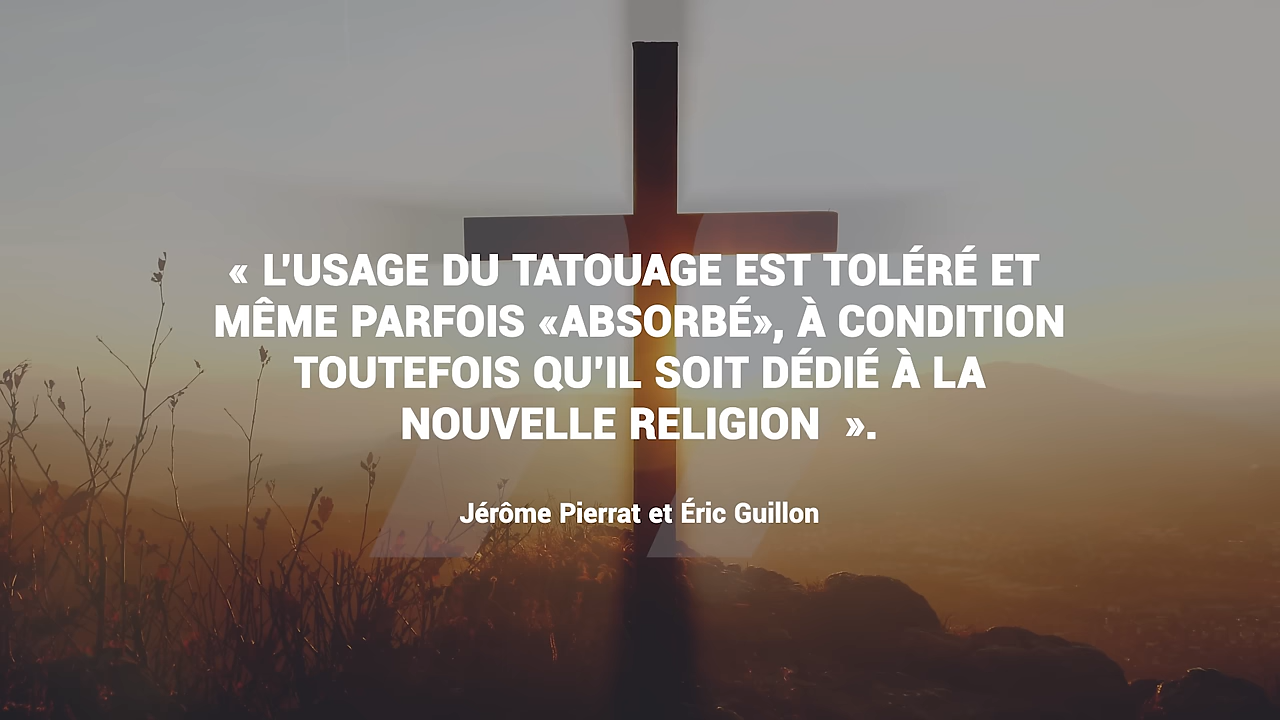 « L'USAGE DU TATOUAGE EST TOLÉRÉ ET
MÊME PARFOIS «ABSORBÉ», À CONDITION
TOUTEFOIS QU'IL SOIT DÉDIÉ À LA
NOUVELLE RELIGION  ».
Jérôme Pierrat et Éric Guillon